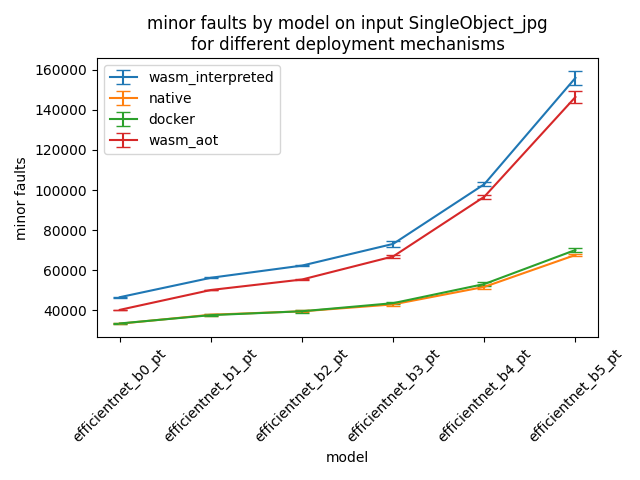 minor faults by model on input SingleObject_jpg
for different deployment mechanisms
wasm_interpreted
native
docker
wasm_aot
minor faults
160000
140000
120000
100000
80000
60000
40000
efficientnet_b0_pt
efficientnet_b1_pt
efficientnet_b2_pt
efficientnet_b3_pt
efficientnet_b4_pt
efficientnet_b5_pt
model